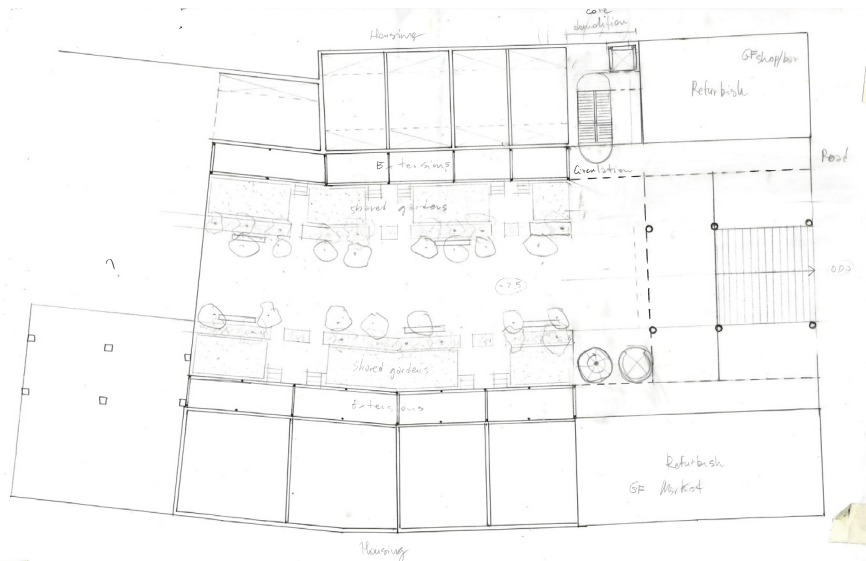 core
demolition
Housing
GF shop/bar
Refurbish
Extensions
Road
Circulation
shared gardens
-2.5
shared gardens
Extensions
Refurbish
GF Market
Housing